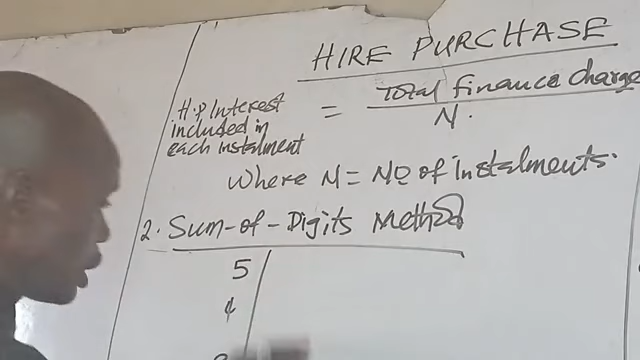 HIRE PURCHASE
H.P Interest
included in
each instalment
= Total finance charge
N.
Where N = No of instalments.
2. Sum-of-Digits Method
5
4